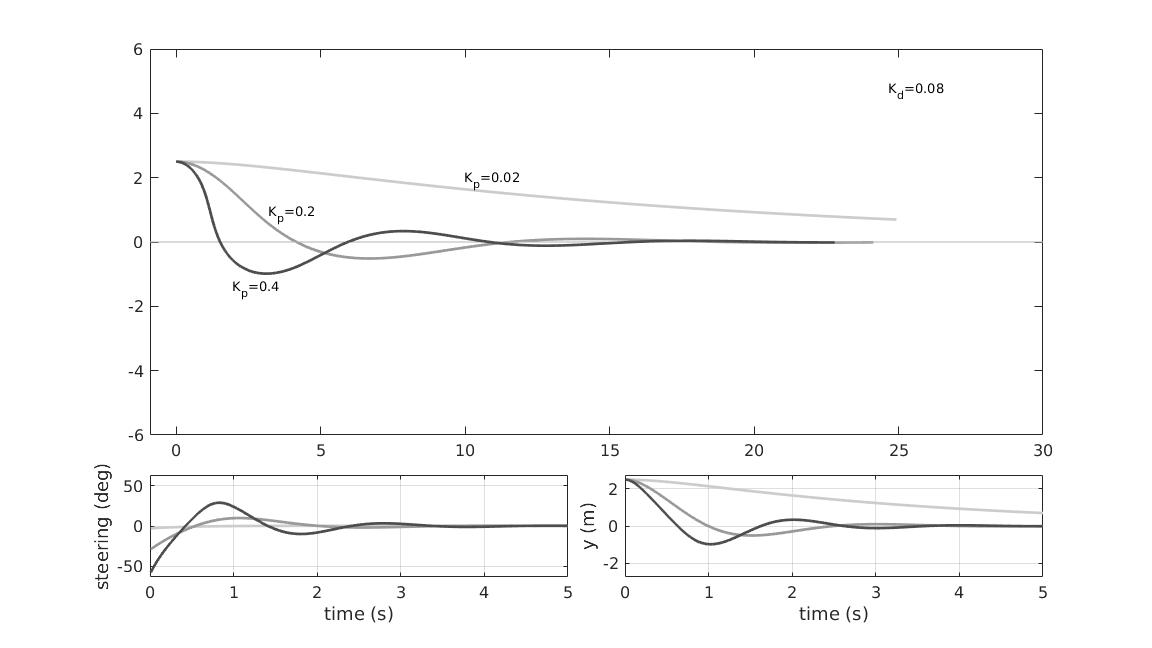 6
4
2
0
-2
-4
-6
K_d=0.08
K_p=0.02
K_p=0.2
K_p=0.4
0 5 10 15 20 25 30
steering (deg)
50
0
-50
0 1 2 3 4 5
time (s)
y (m)
2
0
-2
0 1 2 3 4 5
time (s)